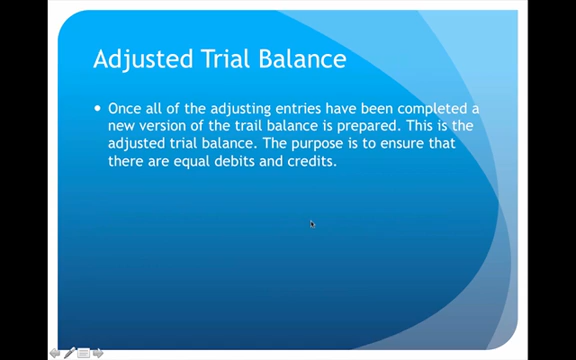 Adjusted Trial Balance
• Once all of the adjusting entries have been completed a
new version of the trail balance is prepared. This is the
adjusted trial balance. The purpose is to ensure that
there are equal debits and credits.